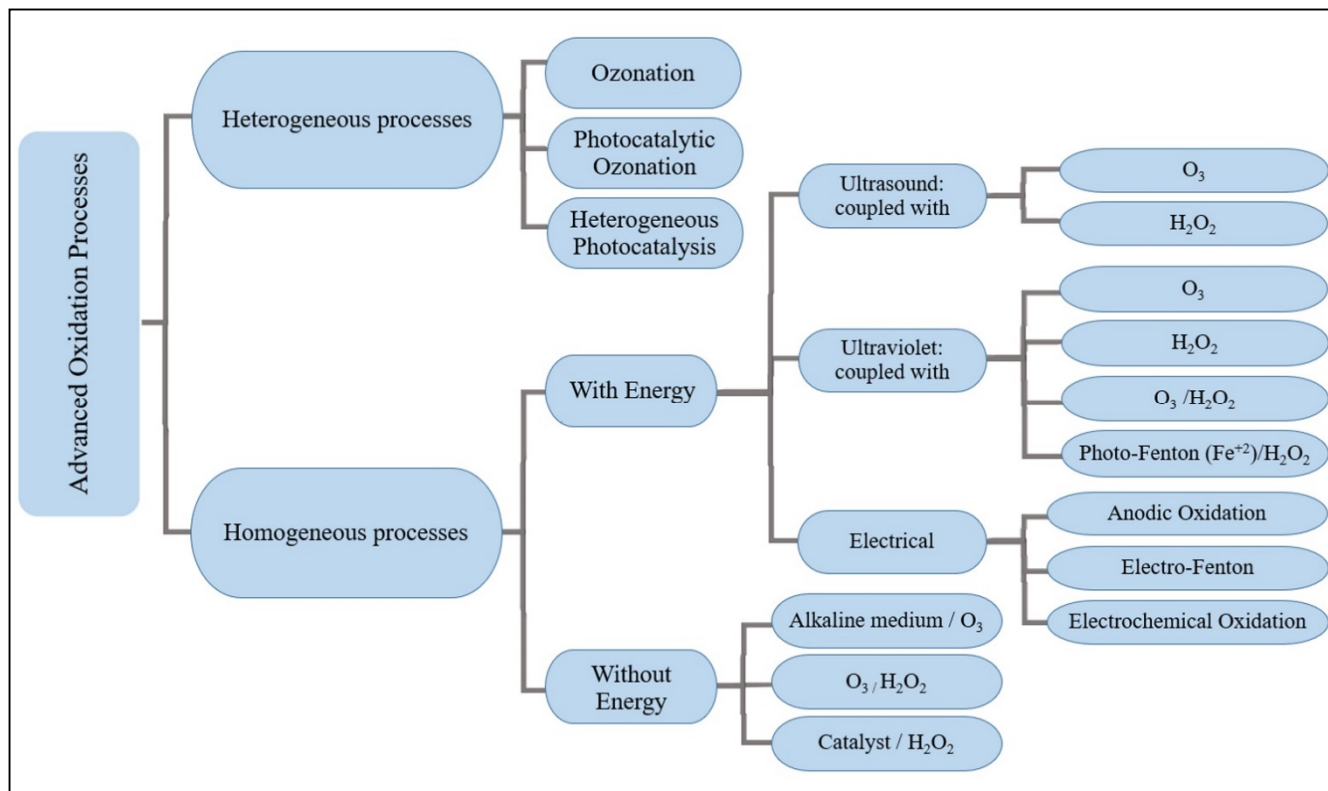 Advanced Oxidation Processes
Heterogeneous processes
Ozonation
Photocatalytic
Ozonation
Heterogeneous
Photocatalysis
Homogeneous processes
With Energy
Ultrasound:
coupled with
O₃
H₂O₂
Ultraviolet:
coupled with
O₃
H₂O₂
O₃ /H₂O₂
Photo-Fenton (Fe⁺²)/H₂O₂
Electrical
Anodic Oxidation
Electro-Fenton
Electrochemical Oxidation
Without
Energy
Alkaline medium / O₃
O₃ / H₂O₂
Catalyst / H₂O₂